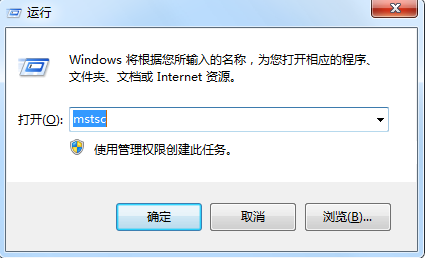 运行
Windows 将根据您所输入的名称，为您打开相应的程序、
文件夹、文档或 Internet 资源。
打开(O): mstsc
使用管理权限创建此任务。
确定 取消 浏览(B)...